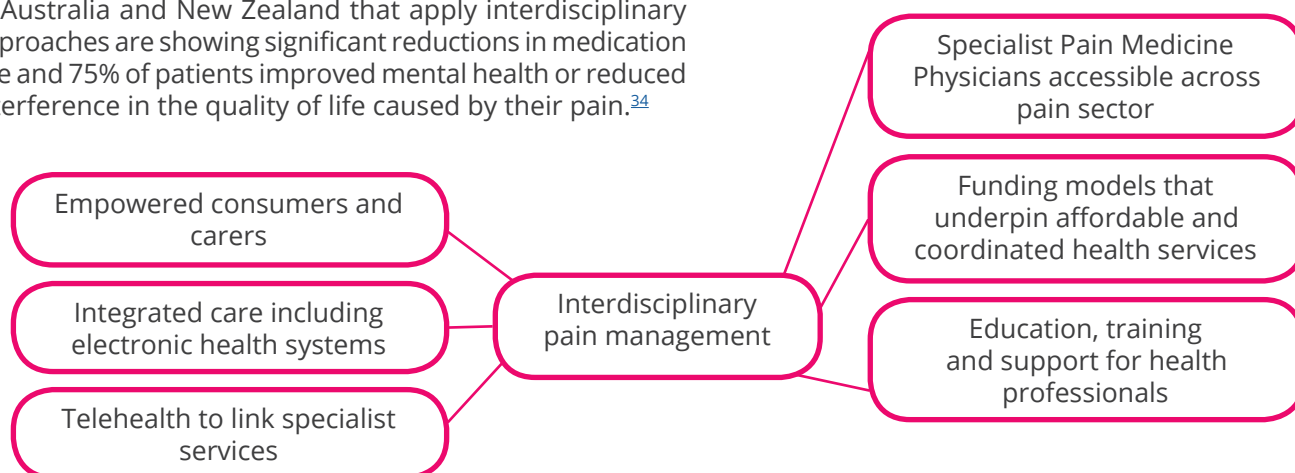 Australia and New Zealand that apply interdisciplinary
proaches are showing significant reductions in medication
e and 75% of patients improved mental health or reduced
terference in the quality of life caused by their pain.34
Empowered consumers and
carers
Integrated care including
electronic health systems
Telehealth to link specialist
services
Interdisciplinary
pain management
Specialist Pain Medicine
Physicians accessible across
pain sector
Funding models that
underpin affordable and
coordinated health services
Education, training
and support for health
professionals